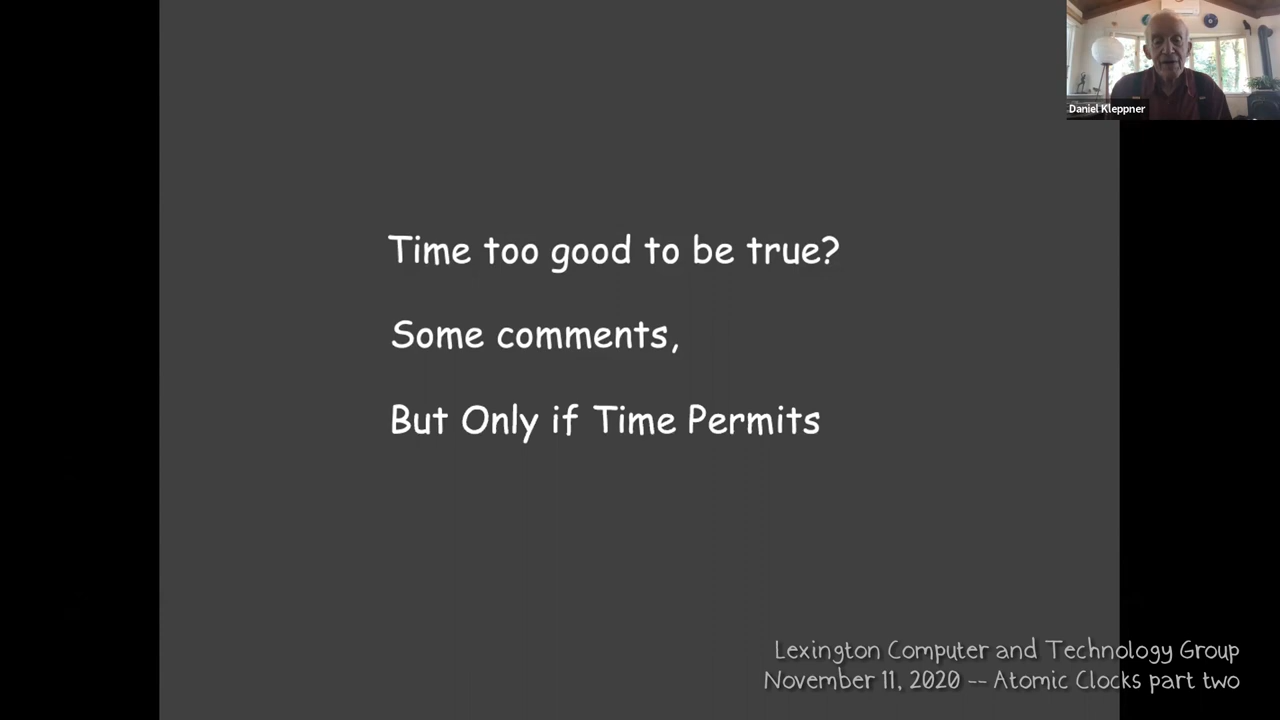 Daniel Kleppner
Time too good to be true?
Some comments,
But Only if Time Permits
Lexington Computer and Technology Group
November 11, 2020 -- Atomic Clocks part two